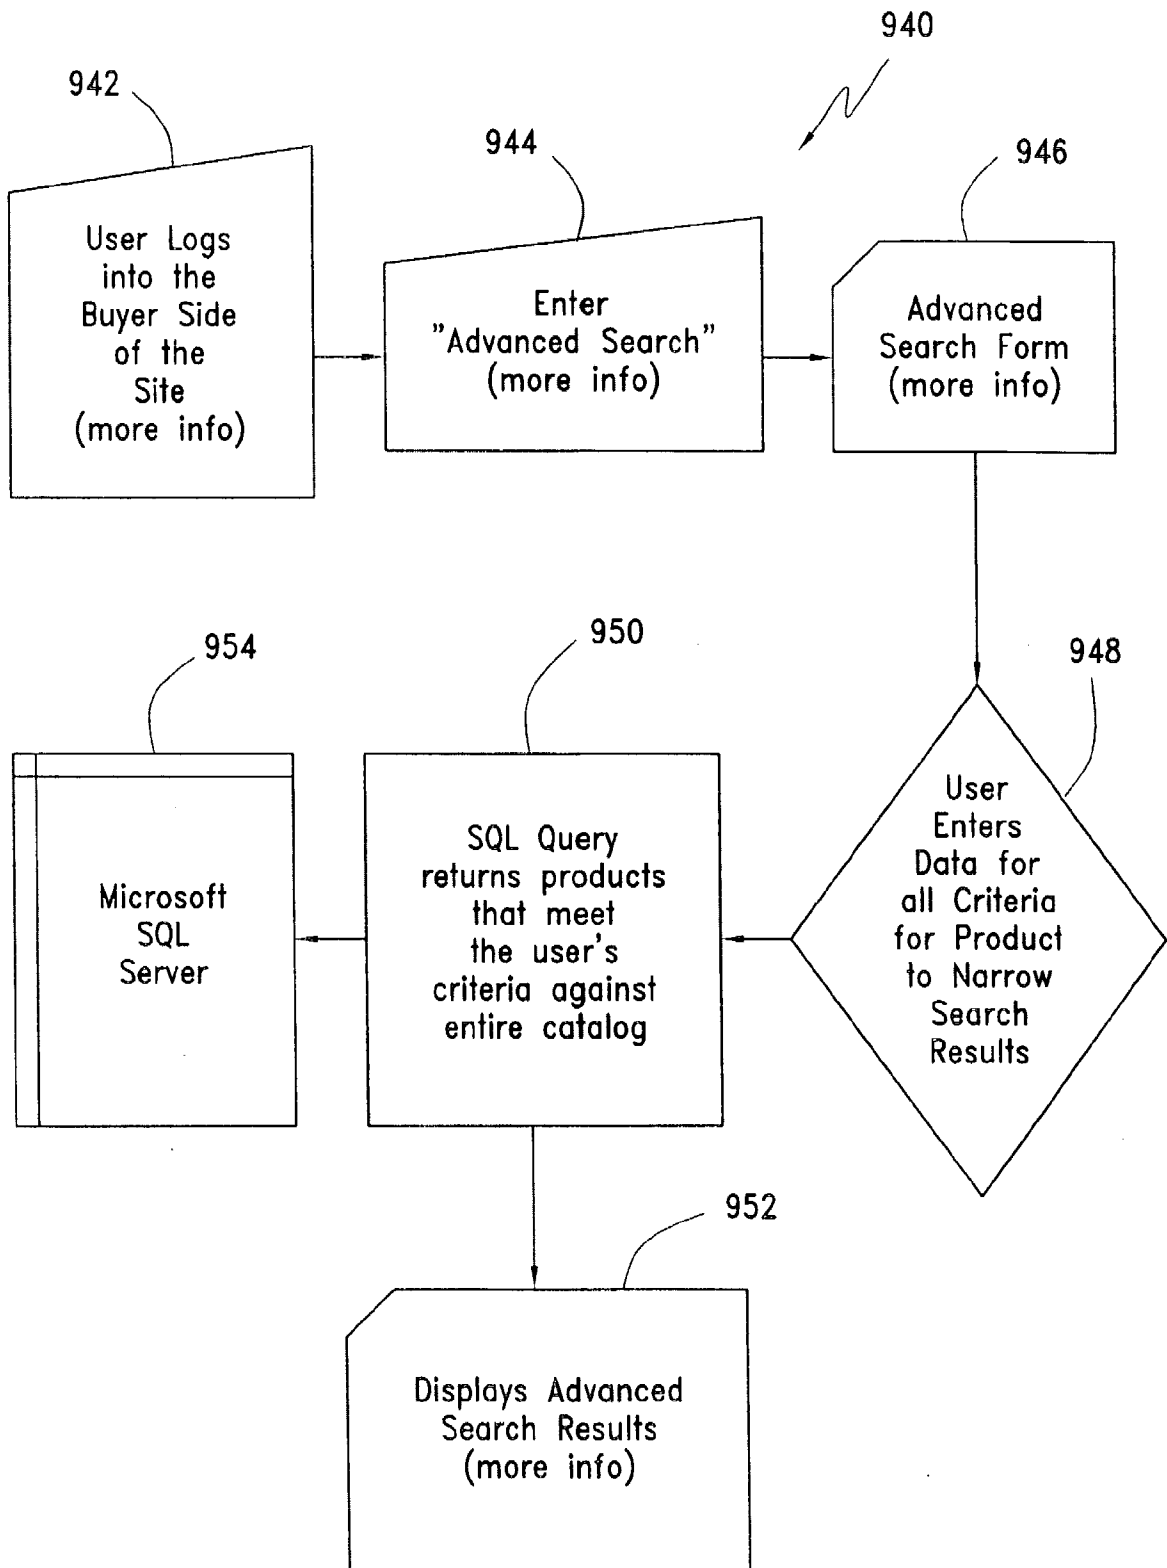 940
942
944
946
User Logs
into the
Buyer Side
of the
Site
(more info)
Enter
"Advanced Search"
(more info)
Advanced
Search Form
(more info)
954
950
948
Microsoft
SQL
Server
SQL Query
returns products
that meet
the user's
criteria against
entire catalog
User
Enters
Data for
all Criteria
for Product
to Narrow
Search
Results
952
Displays Advanced
Search Results
(more info)